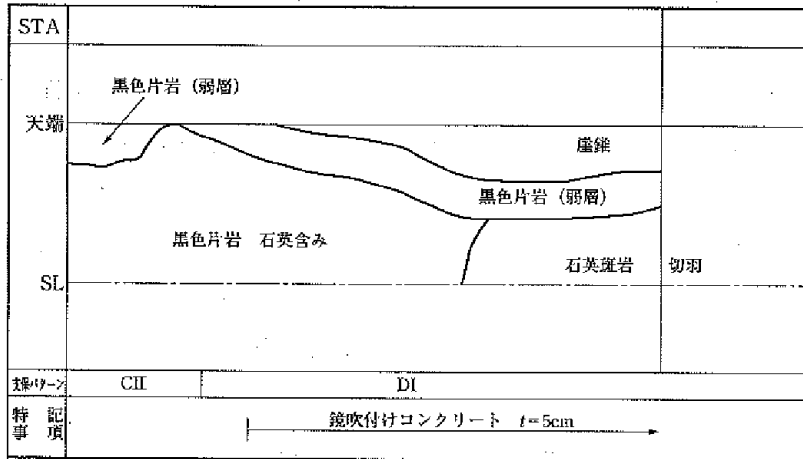 STA
黒色片岩（弱層）
天端
崖錐
黒色片岩（弱層）
黒色片岩　石英含み
石英斑岩
切羽
SL
支保パターン
CII
DI
特記事項
鏡吹付けコンクリート　t=5cm